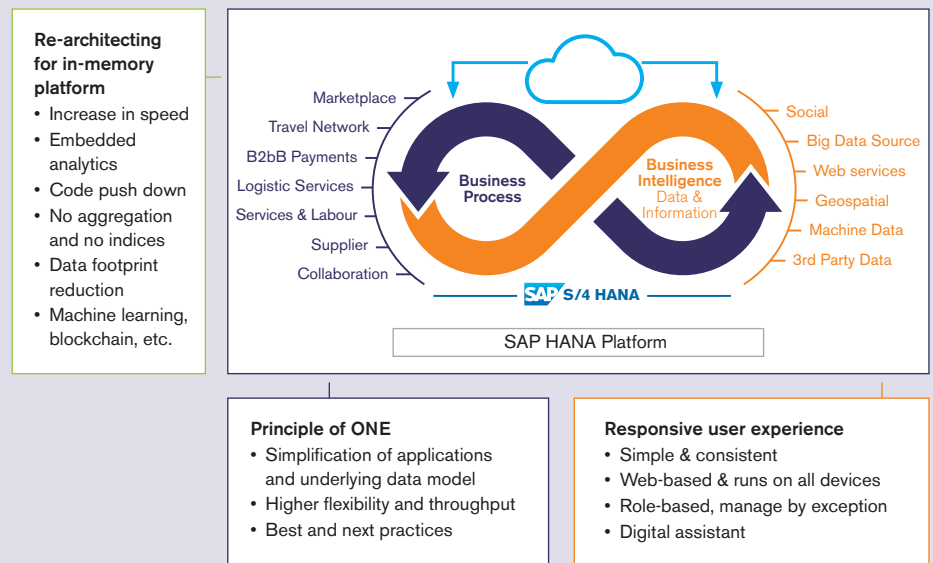 Re-architecting
for in-memory
platform
• Increase in speed
• Embedded
analytics
• Code push down
• No aggregation
and no indices
• Data footprint
reduction
• Machine learning,
blockchain, etc.
Marketplace
Travel Network
B2bB Payments
Logistic Services
Services & Labour
Supplier
Collaboration
Business
Process
Business
Intelligence
Data &
Information
Social
Big Data Source
Web services
Geospatial
Machine Data
3rd Party Data
SAP S/4 HANA
SAP HANA Platform
Principle of ONE
• Simplification of applications
and underlying data model
• Higher flexibility and throughput
• Best and next practices
Responsive user experience
• Simple & consistent
• Web-based & runs on all devices
• Role-based, manage by exception
• Digital assistant